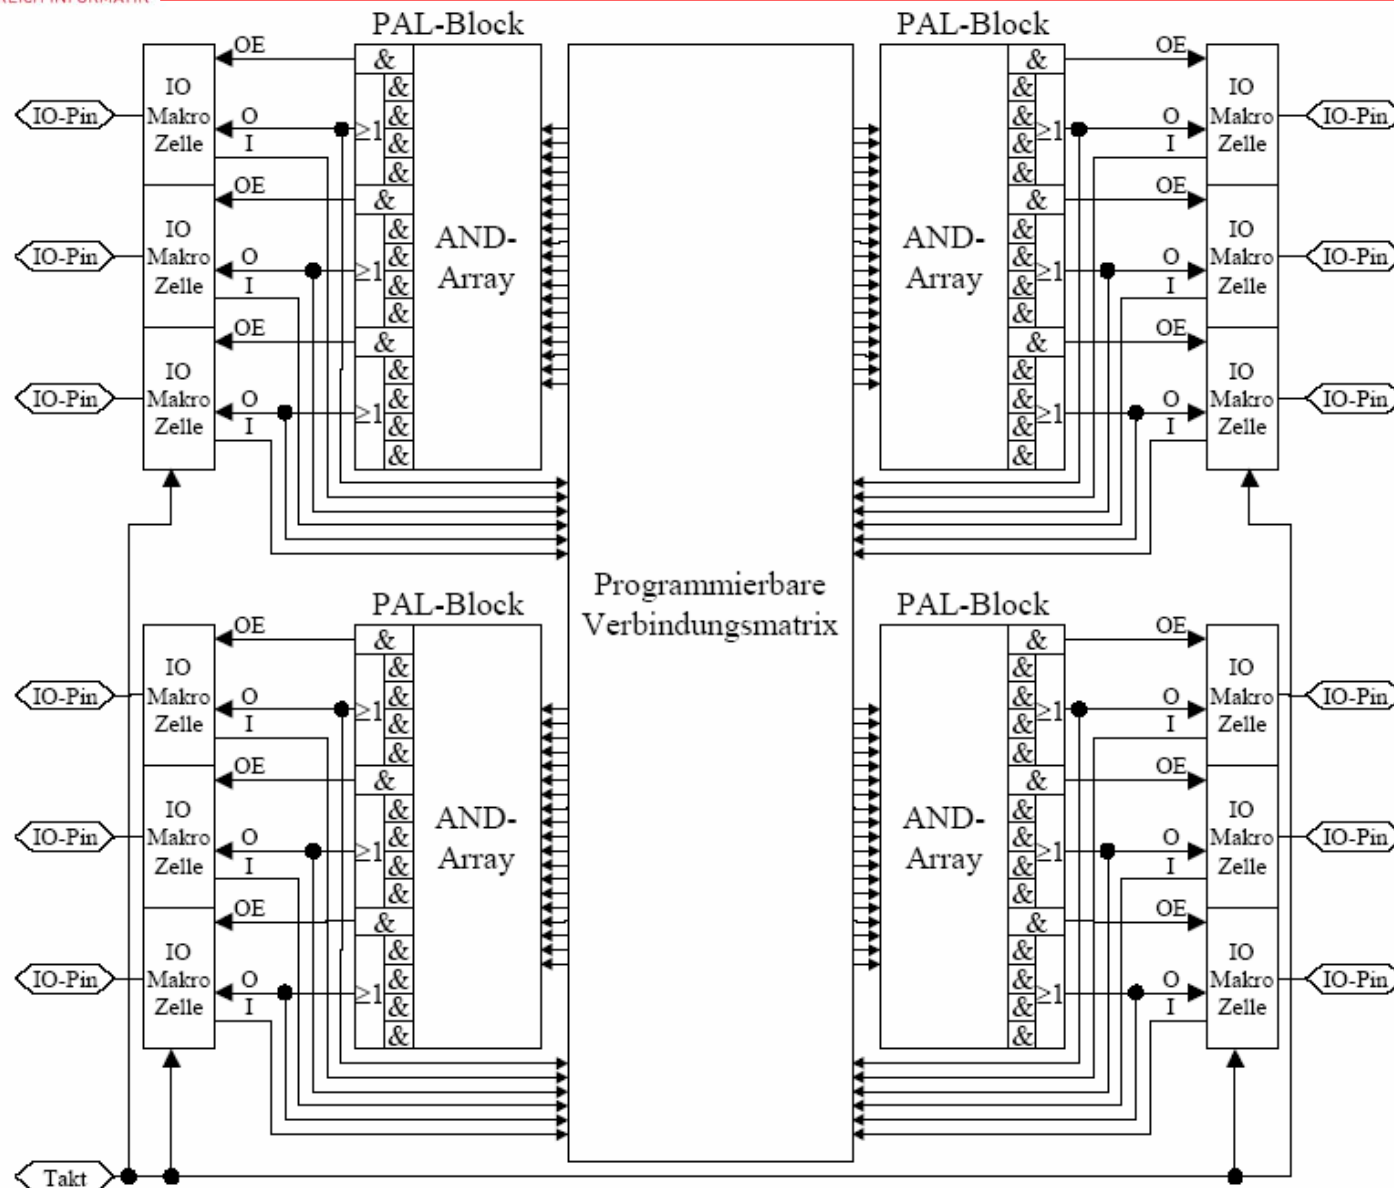 PAL-Block
IO-Pin
IO
Makro
Zelle
OE
O
I
&
≥1
&
&
&
&
IO-Pin
IO
Makro
Zelle
OE
O
I
&
≥1
&
&
&
&
IO-Pin
IO
Makro
Zelle
OE
O
I
&
≥1
&
&
&
&
AND-
Array
PAL-Block
AND-
Array
&
&
&
&
&
≥1
OE
O
I
IO
Makro
Zelle
IO-Pin
&
&
&
&
&
≥1
OE
O
I
IO
Makro
Zelle
IO-Pin
&
&
&
&
&
≥1
OE
O
I
IO
Makro
Zelle
IO-Pin
Programmierbare
Verbindungsmatrix
PAL-Block
IO-Pin
IO
Makro
Zelle
OE
O
I
&
≥1
&
&
&
&
IO-Pin
IO
Makro
Zelle
OE
O
I
&
≥1
&
&
&
&
IO-Pin
IO
Makro
Zelle
OE
O
I
&
≥1
&
&
&
&
AND-
Array
PAL-Block
AND-
Array
&
&
&
&
&
≥1
OE
O
I
IO
Makro
Zelle
IO-Pin
&
&
&
&
&
≥1
OE
O
I
IO
Makro
Zelle
IO-Pin
&
&
&
&
&
≥1
OE
O
I
IO
Makro
Zelle
IO-Pin
Takt